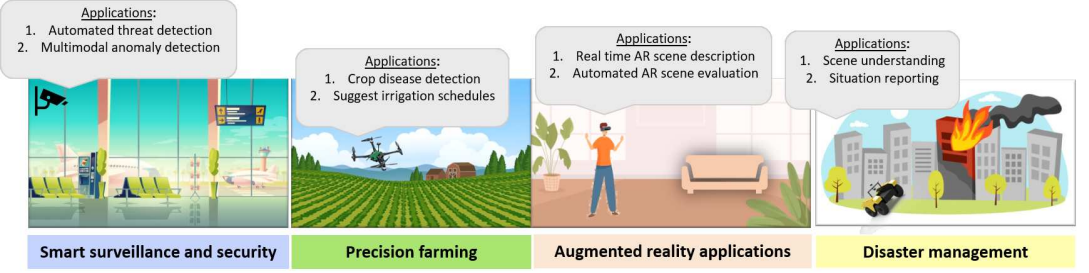 Applications:
1. Automated threat detection
2. Multimodal anomaly detection
Applications:
1. Crop disease detection
2. Suggest irrigation schedules
Applications:
1. Real time AR scene description
2. Automated AR scene evaluation
Applications:
1. Scene understanding
2. Situation reporting
Smart surveillance and security
Precision farming
Augmented reality applications
Disaster management